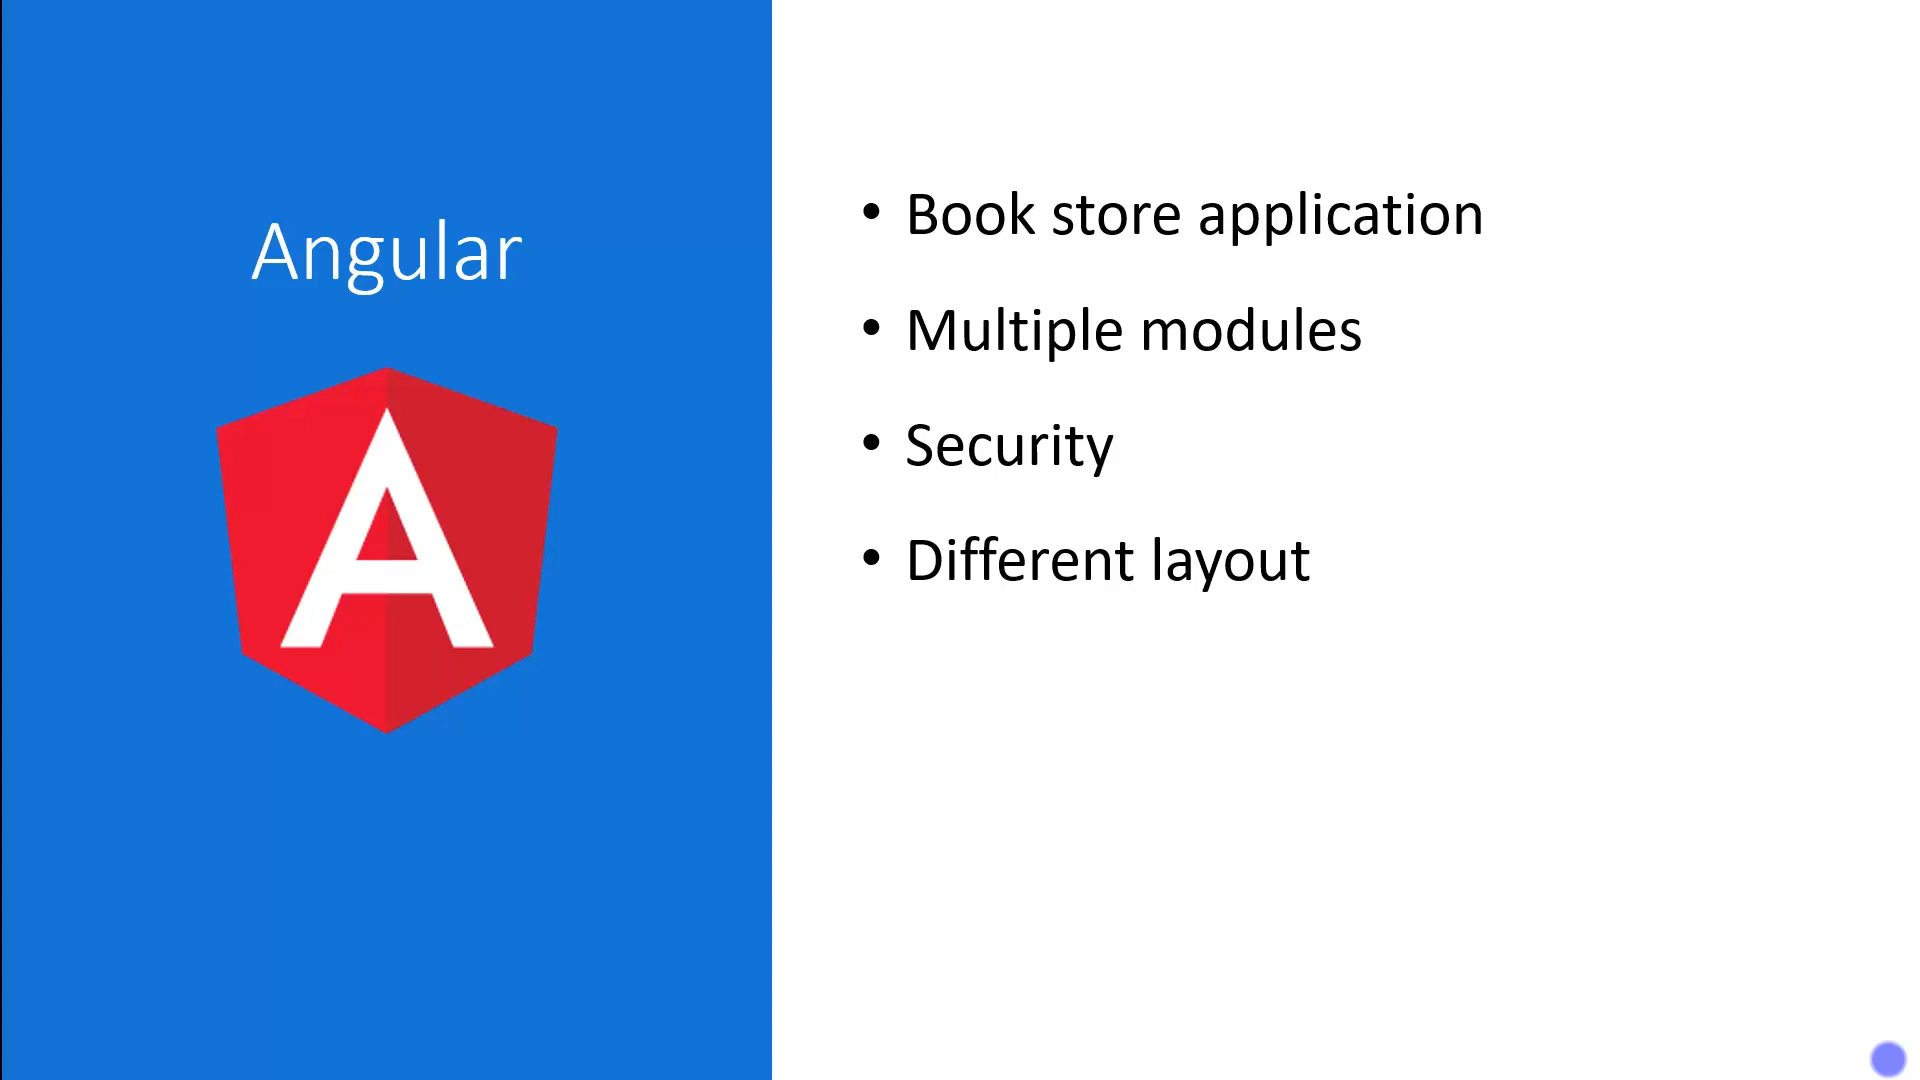 Angular
• Book store application
• Multiple modules
• Security
• Different layout